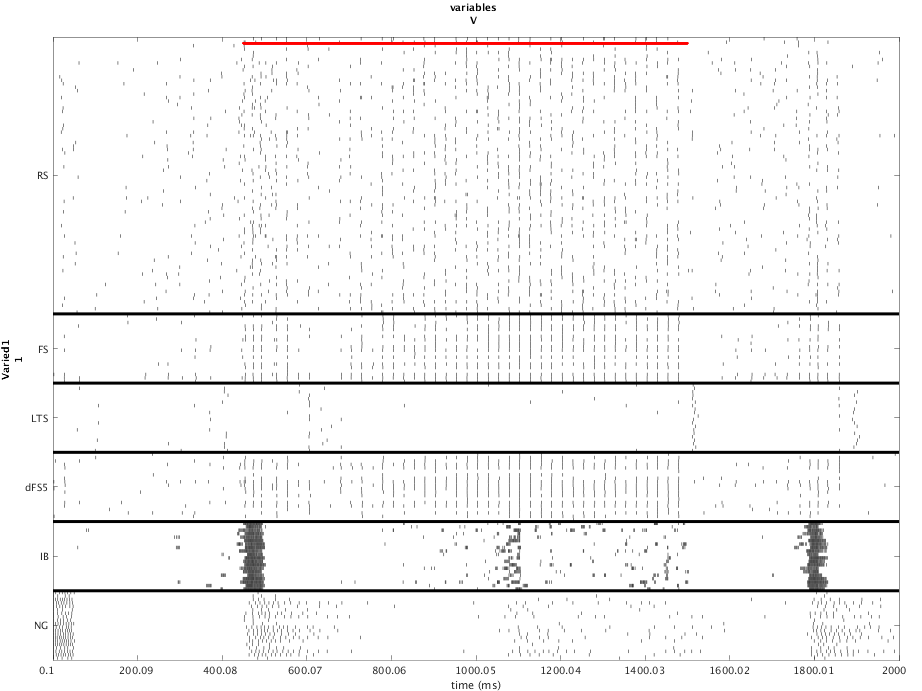 variables
V
RS
FS
LTS
dFS5
IB
NG
Varied1
1
0.1 200.09 400.08 600.07 800.06 1000.05 1200.04 1400.03 1600.02 1800.01 2000
time (ms)